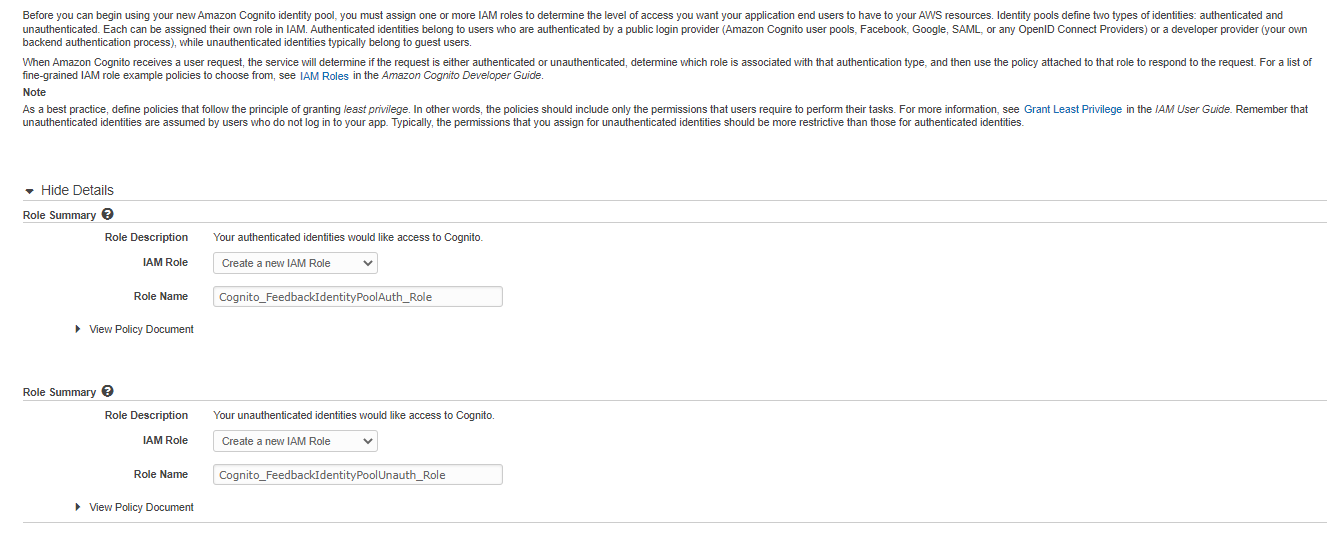 Before you can begin using your new Amazon Cognito identity pool, you must assign one or more IAM roles to determine the level of access you want your application end users to have to your AWS resources. Identity pools define two types of identities: authenticated and
unauthenticated. Each can be assigned their own role in IAM. Authenticated identities belong to users who are authenticated by a public login provider (Amazon Cognito user pools, Facebook, Google, SAML, or any OpenID Connect Providers) or a developer provider (your own
backend authentication process), while unauthenticated identities typically belong to guest users.
When Amazon Cognito receives a user request, the service will determine if the request is either authenticated or unauthenticated, determine which role is associated with that authentication type, and then use the policy attached to that role to respond to the request. For a list of
fine-grained IAM role example policies to choose from, see IAM Roles in the Amazon Cognito Developer Guide.
Note
As a best practice, define policies that follow the principle of granting least privilege. In other words, the policies should include only the permissions that users require to perform their tasks. For more information, see Grant Least Privilege in the IAM User Guide. Remember that
unauthenticated identities are assumed by users who do not log in to your app. Typically, the permissions that you assign for unauthenticated identities should be more restrictive than those for authenticated identities.
Hide Details
Role Summary
Role Description Your authenticated identities would like access to Cognito.
IAM Role Create a new IAM Role
Role Name Cognito_FeedbackIdentityPoolAuth_Role
View Policy Document
Role Summary
Role Description Your unauthenticated identities would like access to Cognito.
IAM Role Create a new IAM Role
Role Name Cognito_FeedbackIdentityPoolUnauth_Role
View Policy Document